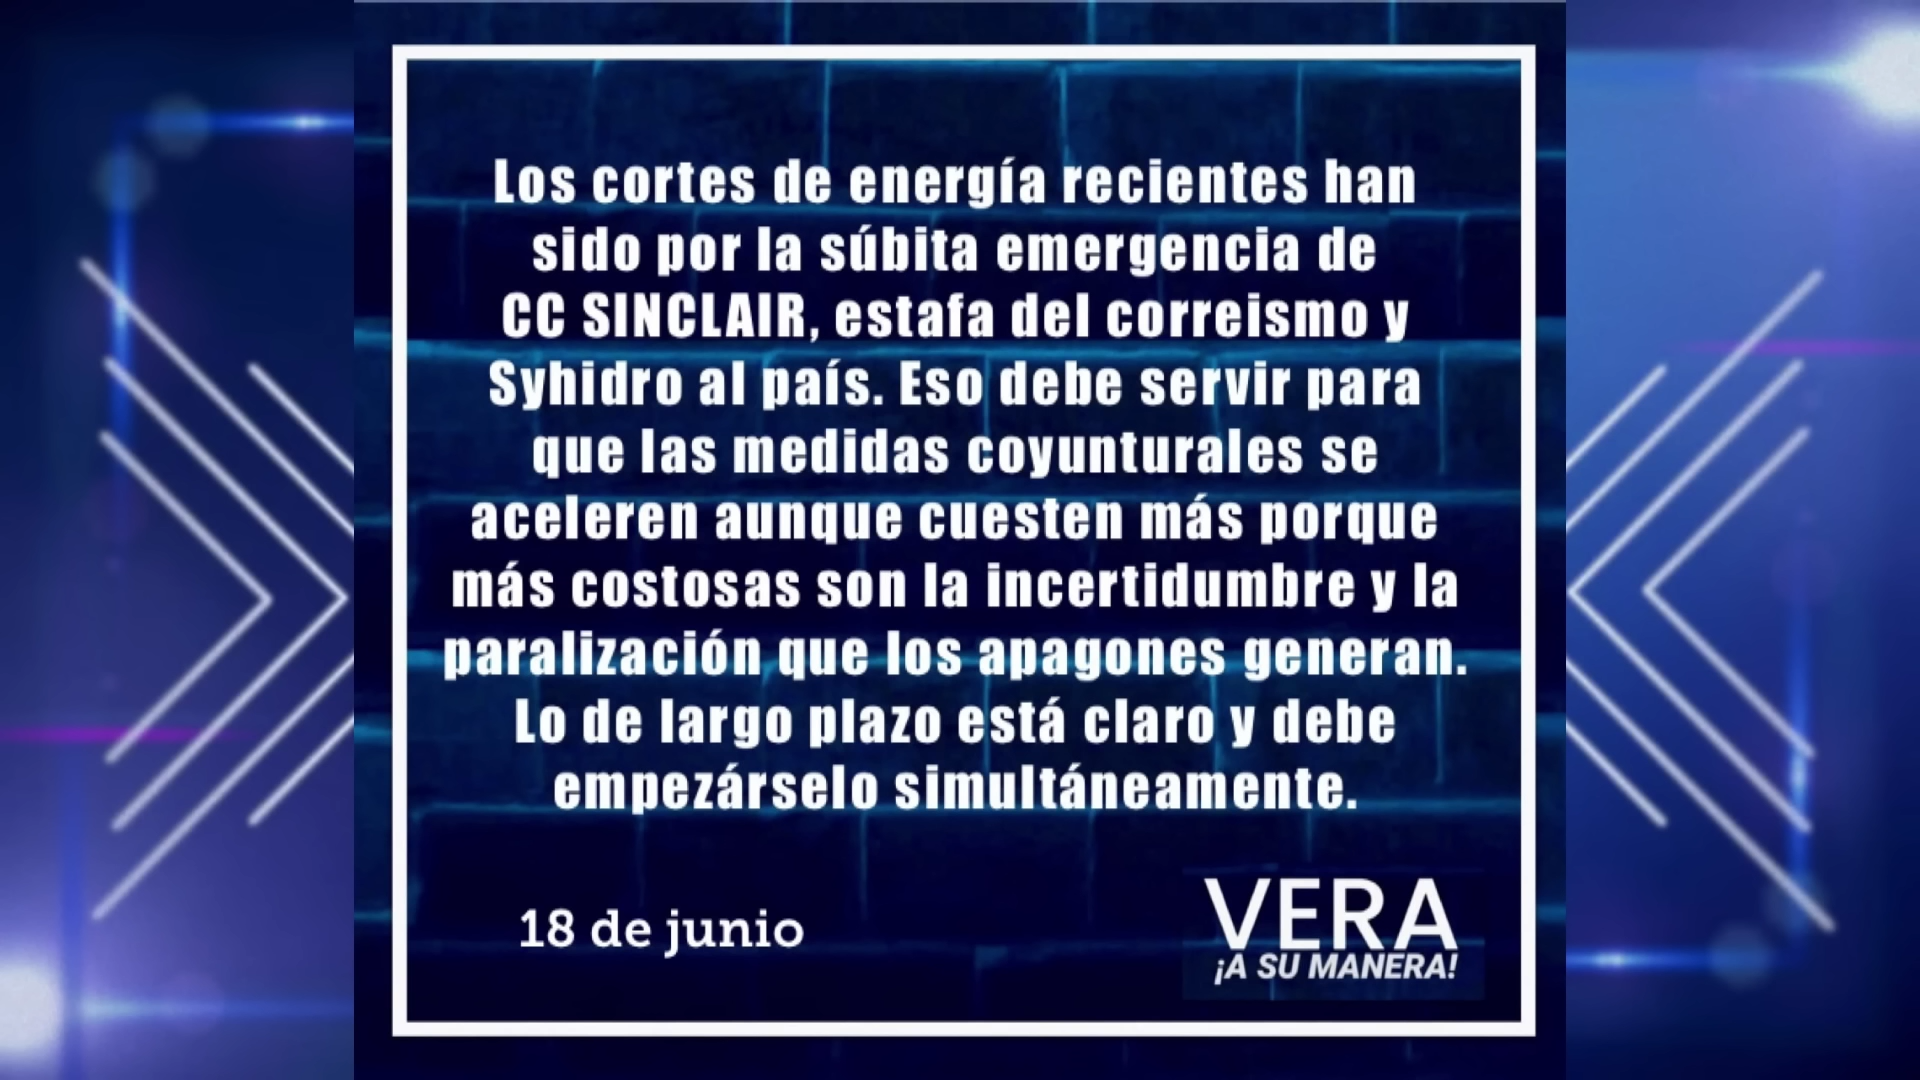 Los cortes de energía recientes han
sido por la súbita emergencia de
CC SINCLAIR, estafa del correismo y
Syhidro al país. Eso debe servir para
que las medidas coyunturales se
aceleren aunque cuesten más porque
más costosas son la incertidumbre y la
paralización que los apagones generan.
Lo de largo plazo está claro y debe
empezárselo simultáneamente.
18 de junio
VERA
¡A SU MANERA!